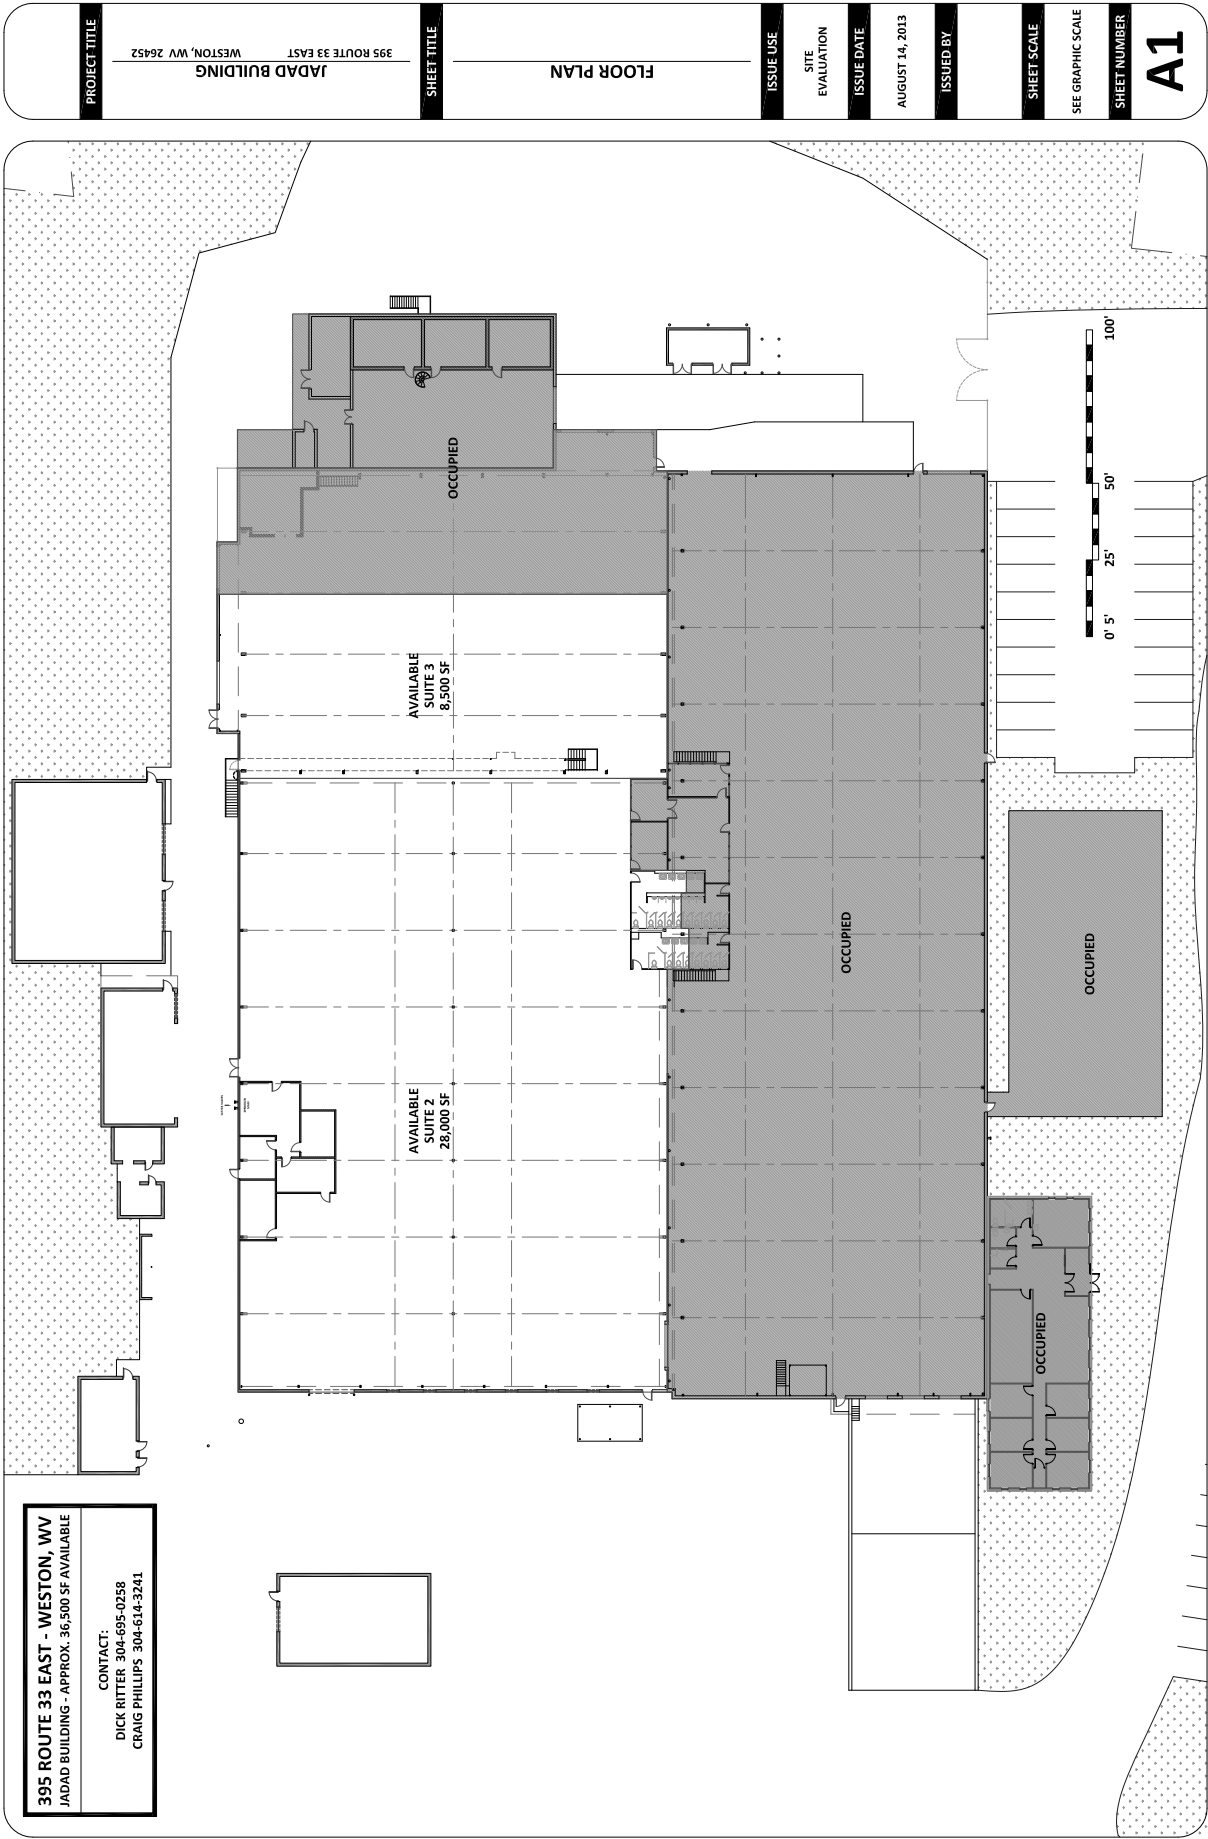 PROJECT TITLE
JADAD BUILDING
395 ROUTE 33 EAST
WESTON, WV 26452
SHEET TITLE
FLOOR PLAN
ISSUE USE
SITE
EVALUATION
ISSUE DATE
AUGUST 14, 2013
ISSUED BY
SHEET SCALE
SEE GRAPHIC SCALE
SHEET NUMBER
A1
OCCUPIED
AVAILABLE
SUITE 3
8,500 SF
AVAILABLE
SUITE 2
28,000 SF
OCCUPIED
OCCUPIED
OCCUPIED
0' 5' 25' 50' 100'
395 ROUTE 33 EAST - WESTON, WV
JADAD BUILDING - APPROX. 36,500 SF AVAILABLE
CONTACT:
DICK RITTER 304-695-0258
CRAIG PHILLIPS 304-614-3241